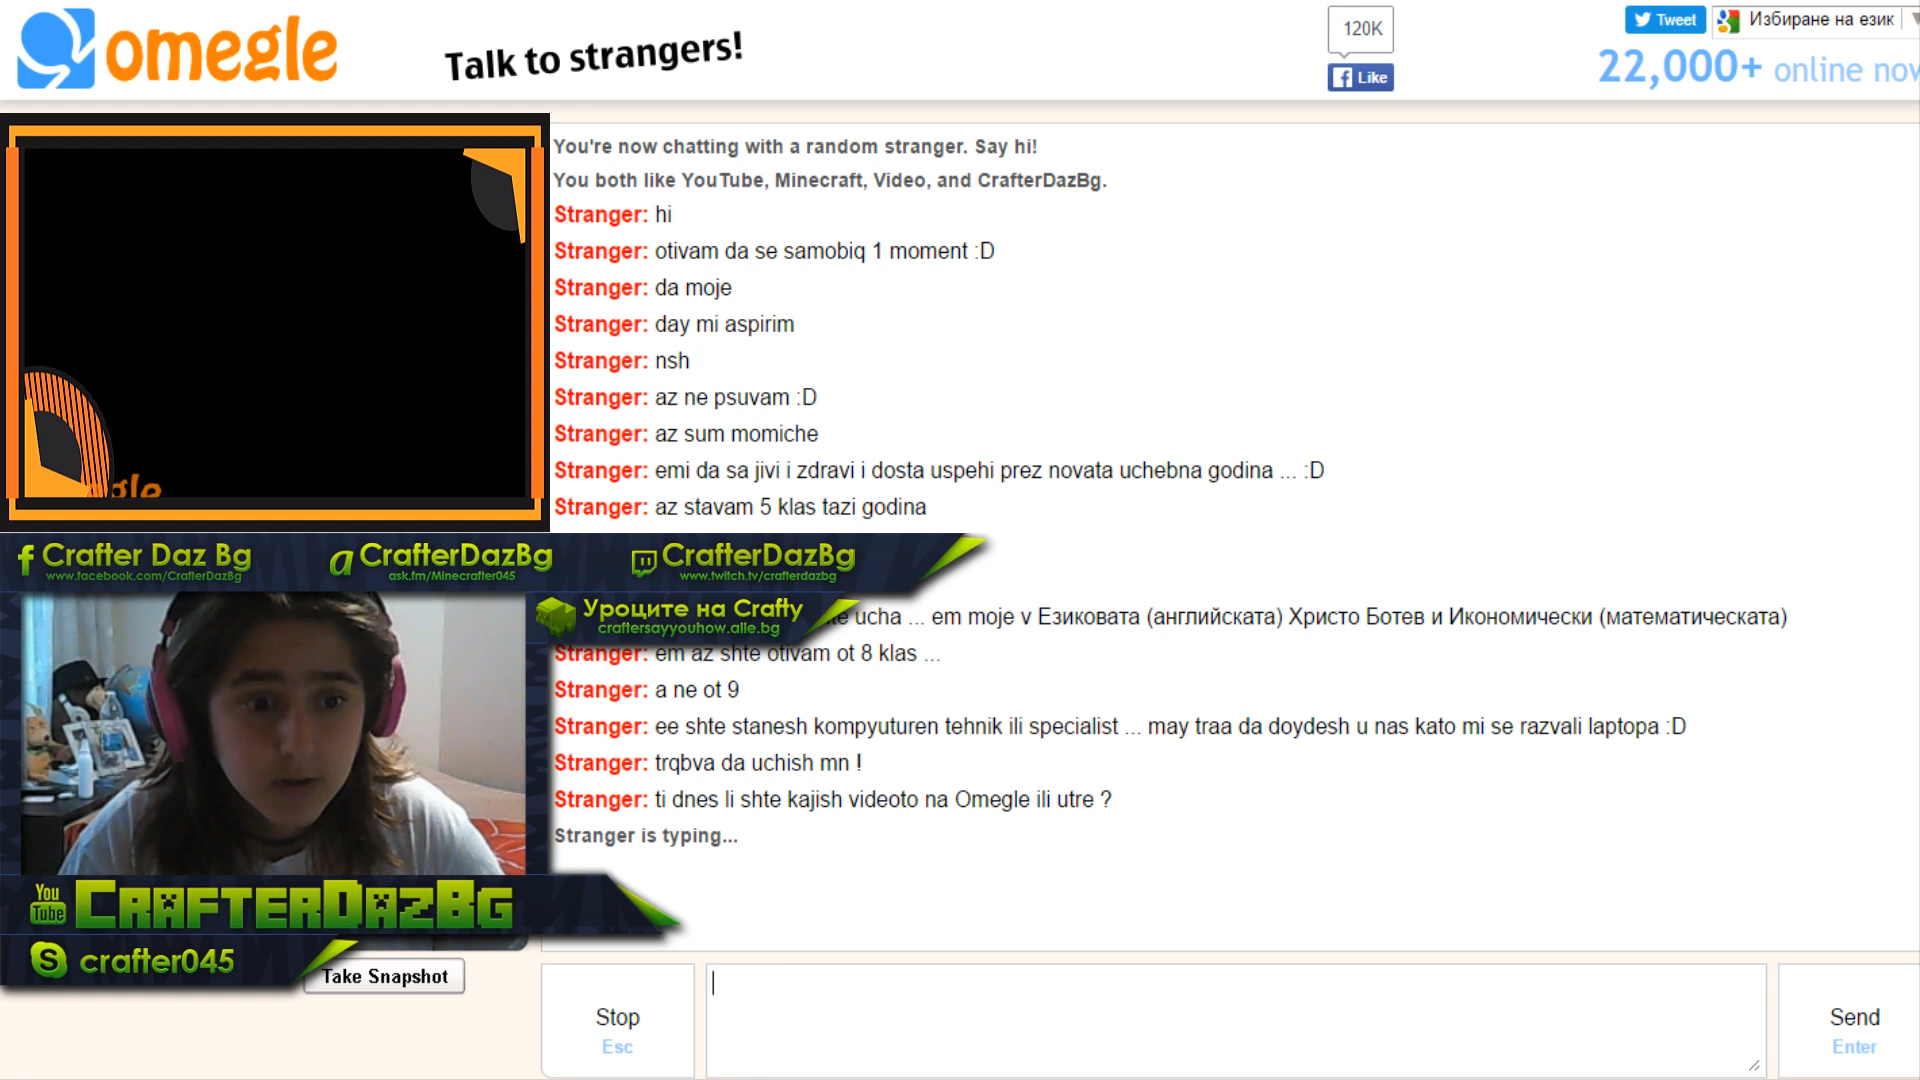 omegle
Talk to strangers!
120K
Like
Tweet
Избиране на език
22,000+ online now
You're now chatting with a random stranger. Say hi!
You both like YouTube, Minecraft, Video, and CrafterDazBg.
Stranger: hi
Stranger: otivam da se samobiq 1 moment :D
Stranger: da moje
Stranger: day mi aspirim
Stranger: nsh
Stranger: az ne psuvam :D
Stranger: az sum momiche
Stranger: emi da sa jivi i zdravi i dosta uspehi prez novata uchebna godina ... :D
Stranger: az stavam 5 klas tazi godina
ucha ... em moje v Езиковата (английската) Христо Ботев и Икономически (математическата)
Stranger: em az shte otivam ot 8 klas ...
Stranger: a ne ot 9
Stranger: ee shte stanesh kompyuturen tehnik ili specialist ... may traa da doydesh u nas kato mi se razvali laptopa :D
Stranger: trqbva da uchish mn !
Stranger: ti dnes li shte kajish videoto na Omegle ili utre ?
Stranger is typing...
gle
f Crafter Daz Bg
www.facebook.com/CrafterDazBg
a CrafterDazBg
ask.fm/Minecrafter045
CrafterDazBg
www.twitch.tv/crafterdazbg
Уроците на Crafty
craftersayyouhow.alle.bg
You Tube CrafterDazBG
crafter045
Take Snapshot
Stop
Esc
Send
Enter